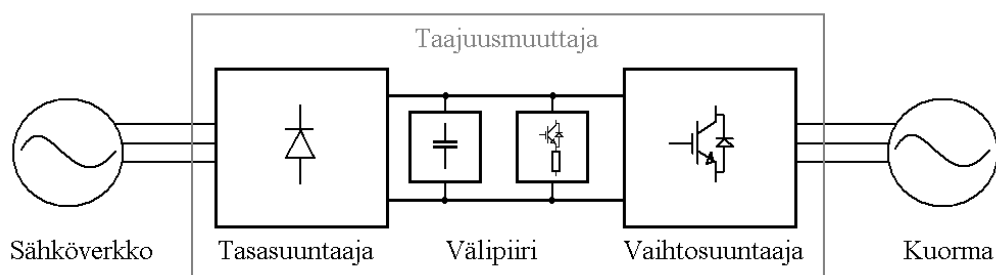 Taajuusmuuttaja
Sähköverkko
Tasasuuntaaja
Välipiiri
Vaihtosuuntaaja
Kuorma